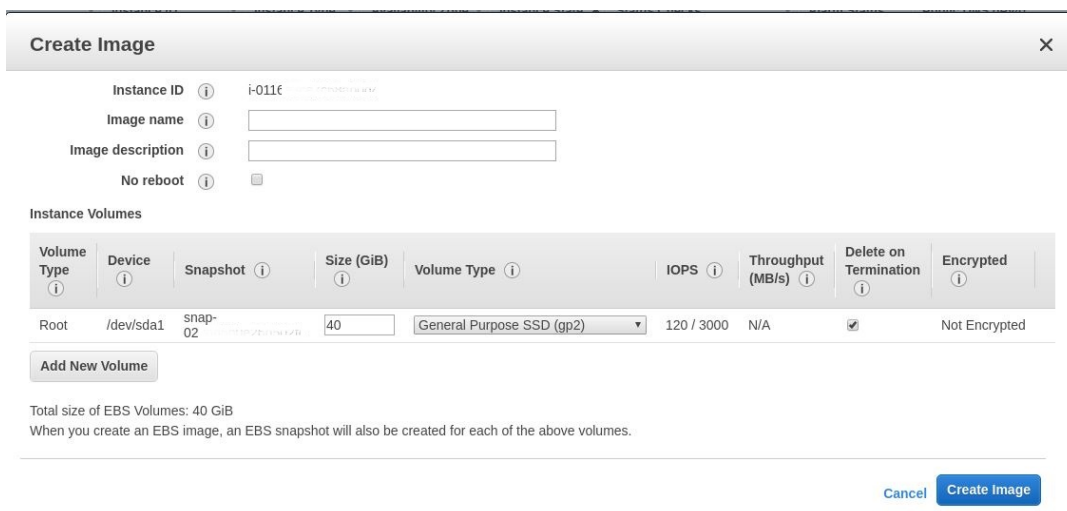 Create Image
Instance ID i-0116
Image name
Image description
No reboot
Instance Volumes
Volume Type Device Snapshot Size (GiB) Volume Type IOPS Throughput (MB/s) Delete on Termination Encrypted
Root /dev/sda1 snap-02 40 General Purpose SSD (gp2) 120 / 3000 N/A Not Encrypted
Add New Volume
Total size of EBS Volumes: 40 GiB
When you create an EBS image, an EBS snapshot will also be created for each of the above volumes.
Cancel Create Image